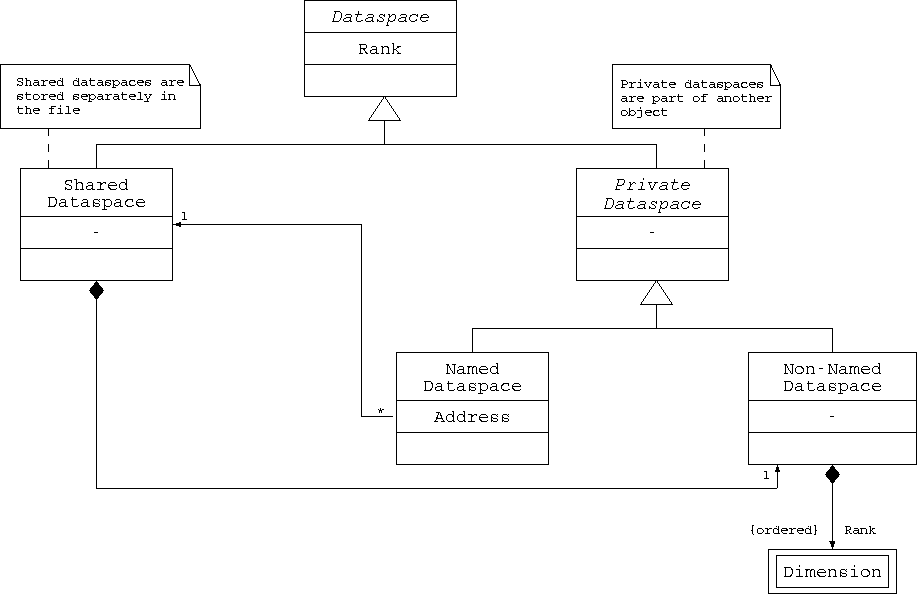 Dataspace
Rank
Shared dataspaces are
stored separately in
the file
Private dataspaces
are part of another
object
Shared
Dataspace
-
Private
Dataspace
-
1
*
Named
Dataspace
Address
Non-Named
Dataspace
-
1
{ordered}
Rank
Dimension